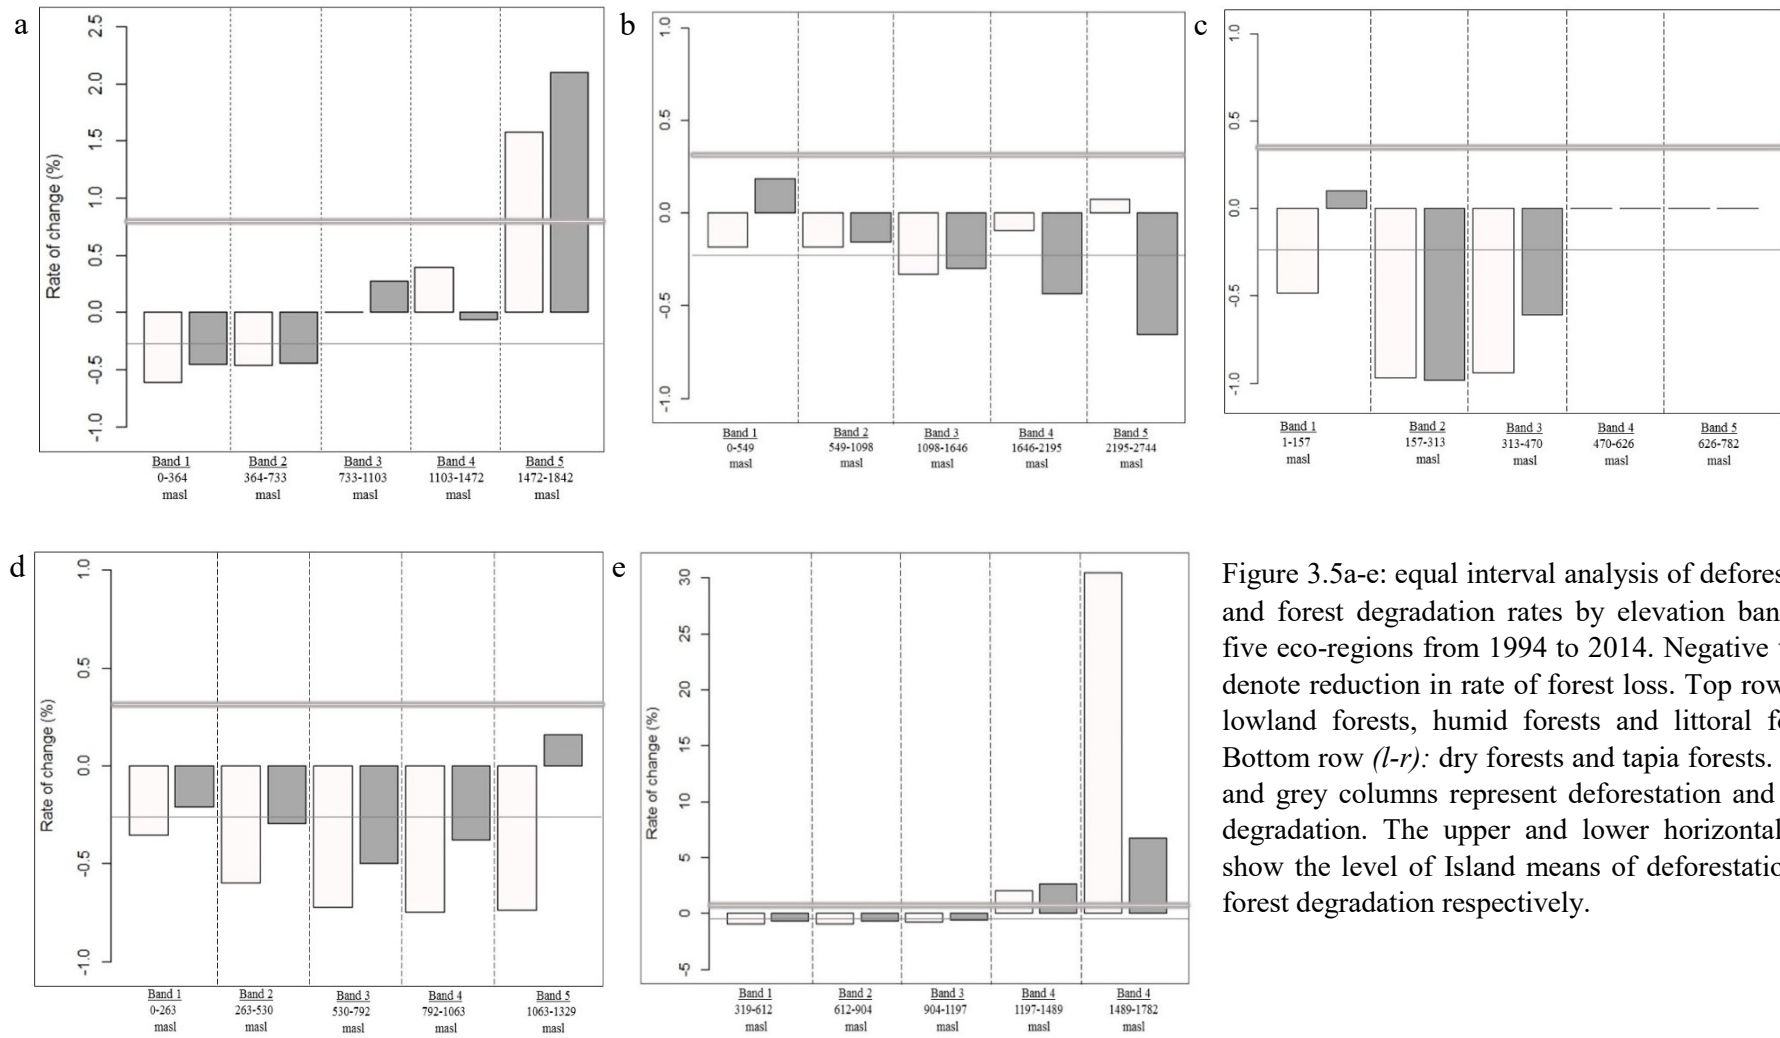 a
2.5
2.0
1.5
1.0
0.5
0.0
-0.5
-1.0
Rate of change (%)
Band 1
0-364
masl
Band 2
364-733
masl
Band 3
733-1103
masl
Band 4
1103-1472
masl
Band 5
1472-1842
masl
b
1.0
0.5
0.0
-0.5
-1.0
Band 1
0-549
masl
Band 2
549-1098
masl
Band 3
1098-1646
masl
Band 4
1646-2195
masl
Band 5
2195-2744
masl
c
1.0
0.5
0.0
-0.5
-1.0
Band 1
1-157
masl
Band 2
157-313
masl
Band 3
313-470
masl
Band 4
470-626
masl
Band 5
626-782
masl
d
1.0
0.5
0.0
-0.5
-1.0
Rate of change (%)
Band 1
0-263
masl
Band 2
263-530
masl
Band 3
530-792
masl
Band 4
792-1063
masl
Band 5
1063-1329
masl
e
30
25
20
15
10
5
0
-5
Rate of change (%)
Band 1
319-612
masl
Band 2
612-904
masl
Band 3
904-1197
masl
Band 4
1197-1489
masl
Band 4
1489-1782
masl
Figure 3.5a-e: equal interval analysis of defores
and forest degradation rates by elevation ban
five eco-regions from 1994 to 2014. Negative
denote reduction in rate of forest loss. Top row
lowland forests, humid forests and littoral fo
Bottom row (l-r): dry forests and tapia forests.
and grey columns represent deforestation and
degradation. The upper and lower horizontal
show the level of Island means of deforestatio
forest degradation respectively.